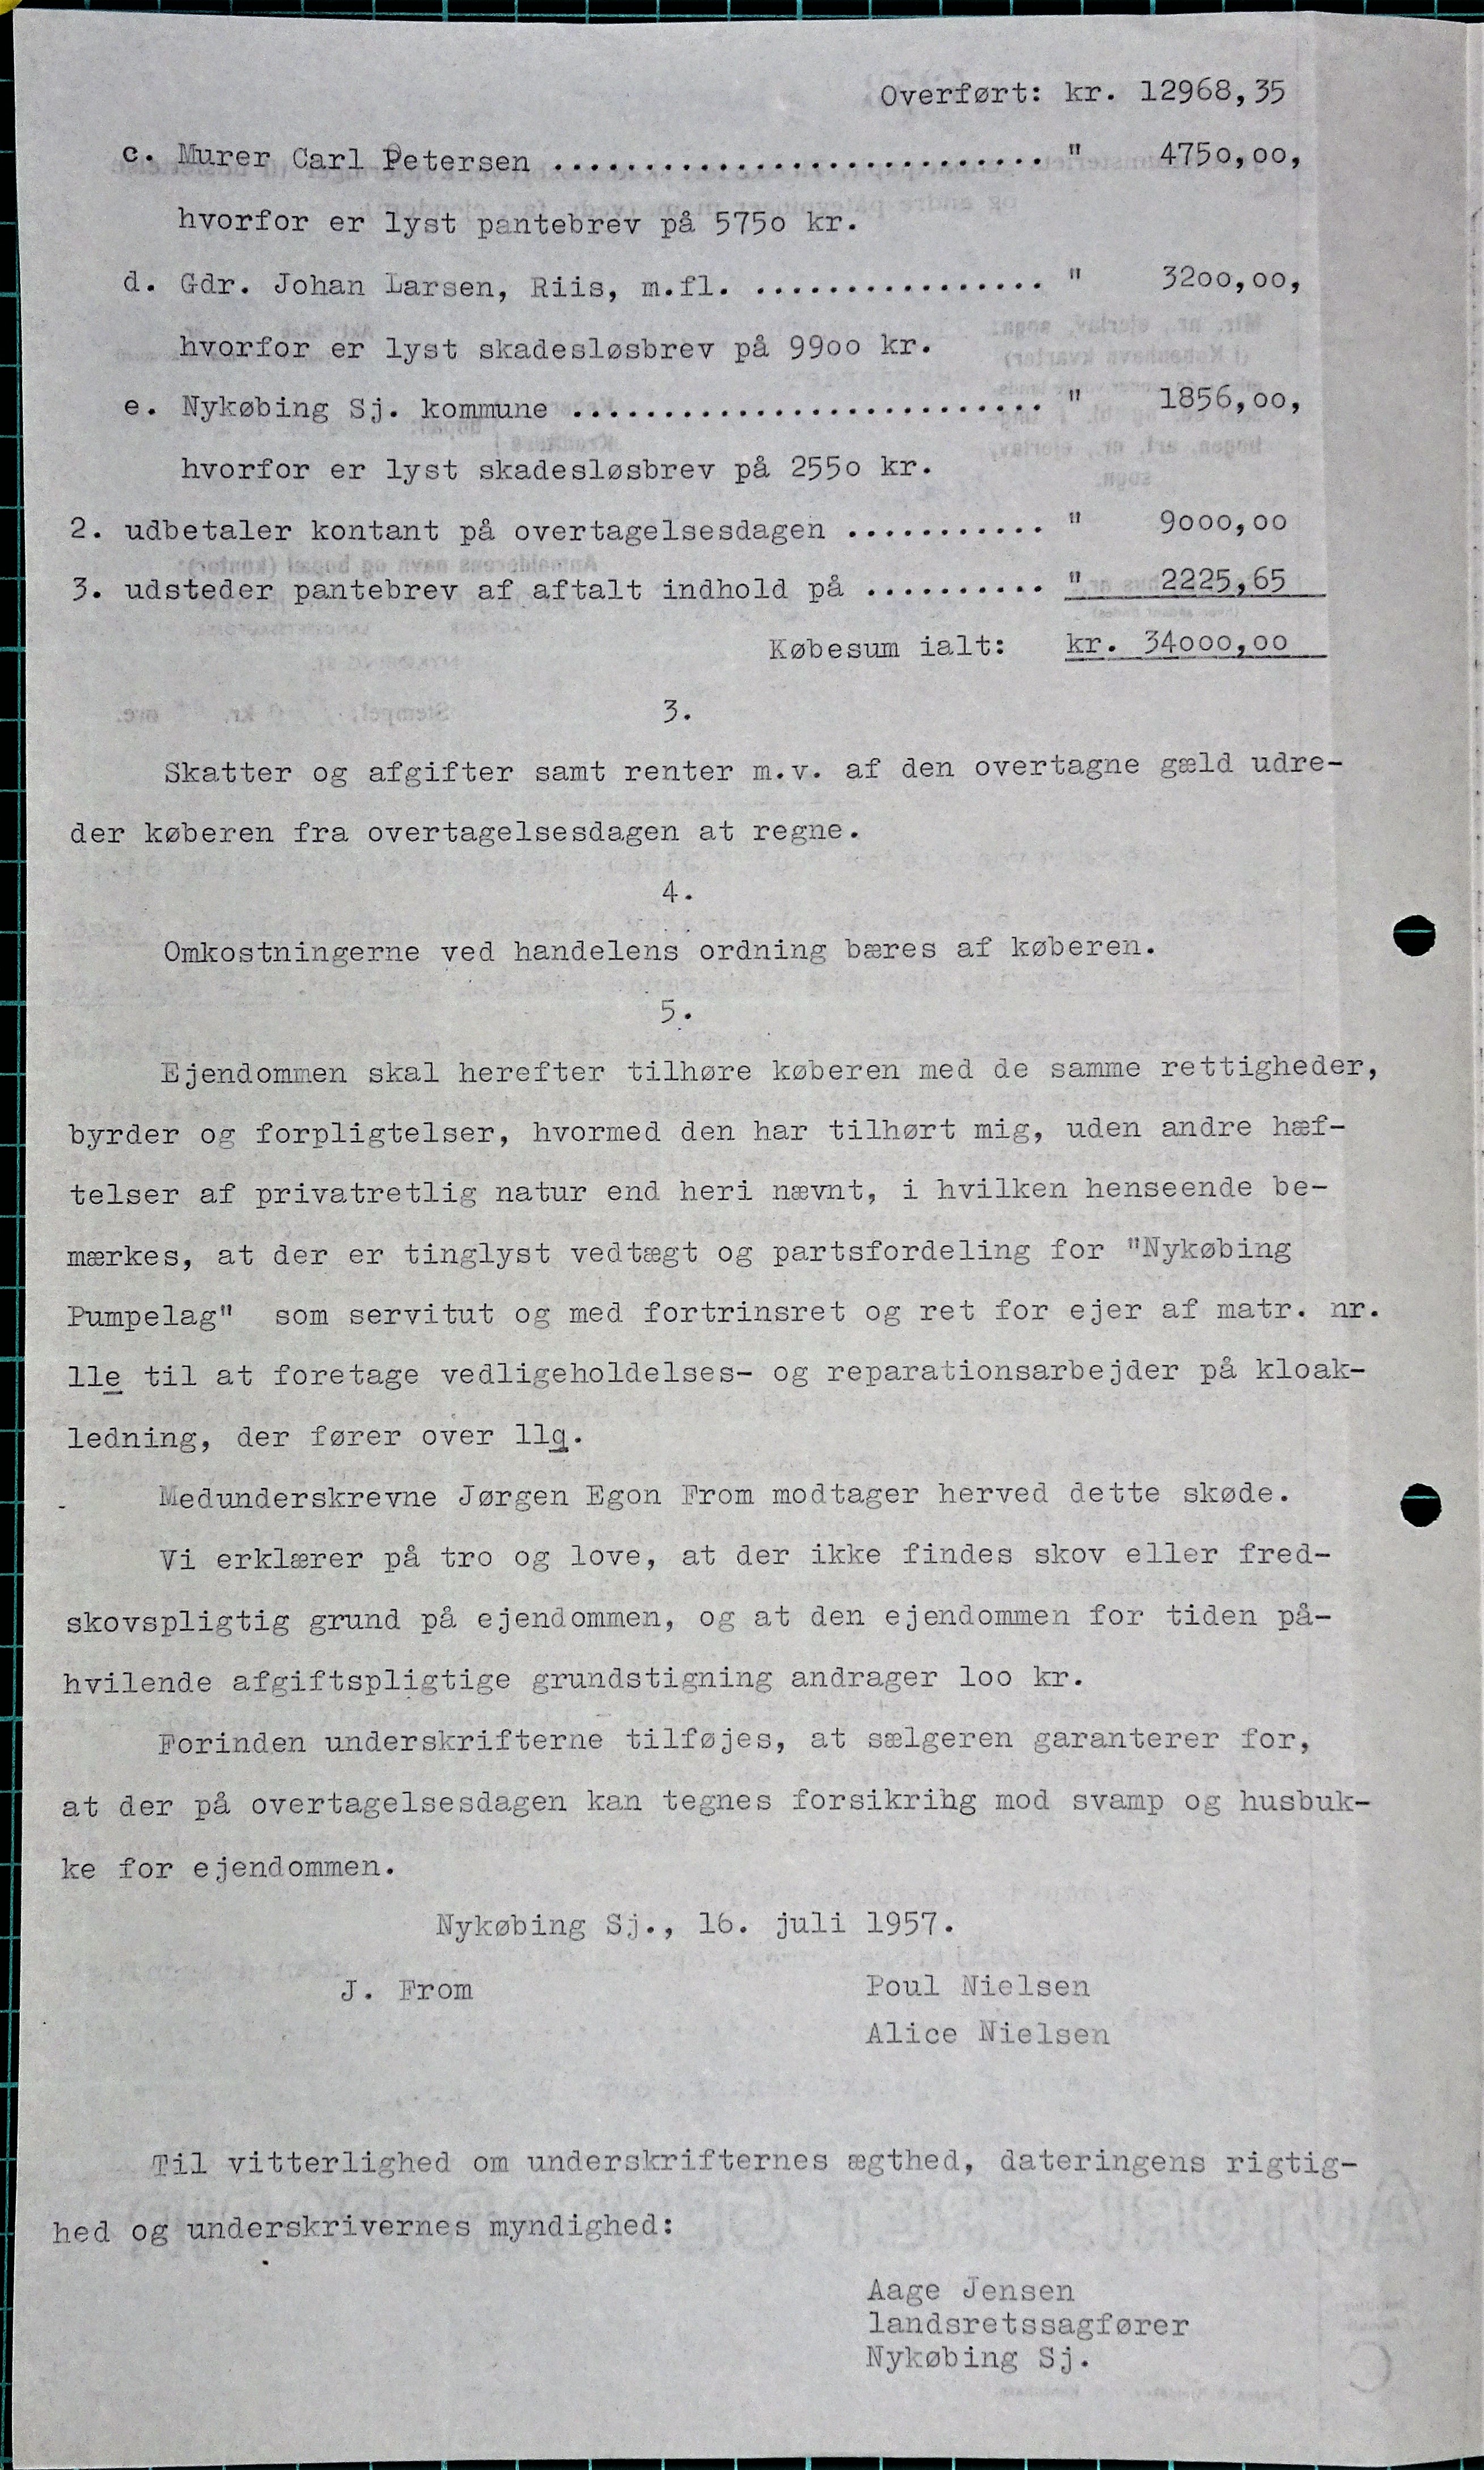 Overført: kr. 12968,35
c. Murer Carl Petersen ........................... " 4750,00,
hvorfor er lyst pantebrev på 5750 kr.
d. Gdr. Johan Larsen, Riis, m.fl. ................ " 3200,00,
hvorfor er lyst skadesløsbrev på 9900 kr.
e. Nykøbing Sj. kommune .......................... " 1856,00,
hvorfor er lyst skadesløsbrev på 2550 kr.
2. udbetaler kontant på overtagelsesdagen ........... " 9000,00
3. udsteder pantebrev af aftalt indhold på .......... " 2225,65
Købesum ialt: kr. 34000,00
3.
Skatter og afgifter samt renter m.v. af den overtagne gæld udre-
der køberen fra overtagelsesdagen at regne.
4.
Omkostningerne ved handelens ordning bæres af køberen.
5.
Ejendommen skal herefter tilhøre køberen med de samme rettigheder,
byrder og forpligtelser, hvormed den har tilhørt mig, uden andre hæf-
telser af privatretlig natur end heri nævnt, i hvilken henseende be-
mærkes, at der er tinglyst vedtægt og partsfordeling for "Nykøbing
Pumpelag" som servitut og med fortrinsret og ret for ejer af matr. nr.
11e til at foretage vedligeholdelses- og reparationsarbejder på kloak-
ledning, der fører over 11q.
Medunderskrevne Jørgen Egon From modtager herved dette skøde.
Vi erklærer på tro og love, at der ikke findes skov eller fred-
skovspligtig grund på ejendommen, og at den ejendommen for tiden på-
hvilende afgiftspligtige grundstigning andrager 100 kr.
Forinden underskrifterne tilføjes, at sælgeren garanterer for,
at der på overtagelsesdagen kan tegnes forsikrihg mod svamp og husbuk-
ke for ejendommen.
Nykøbing Sj., 16. juli 1957.
J. From Poul Nielsen
Alice Nielsen
Til vitterlighed om underskrifternes ægthed, dateringens rigtig-
hed og underskrivernes myndighed:
Aage Jensen
landsretssagfører
Nykøbing Sj.